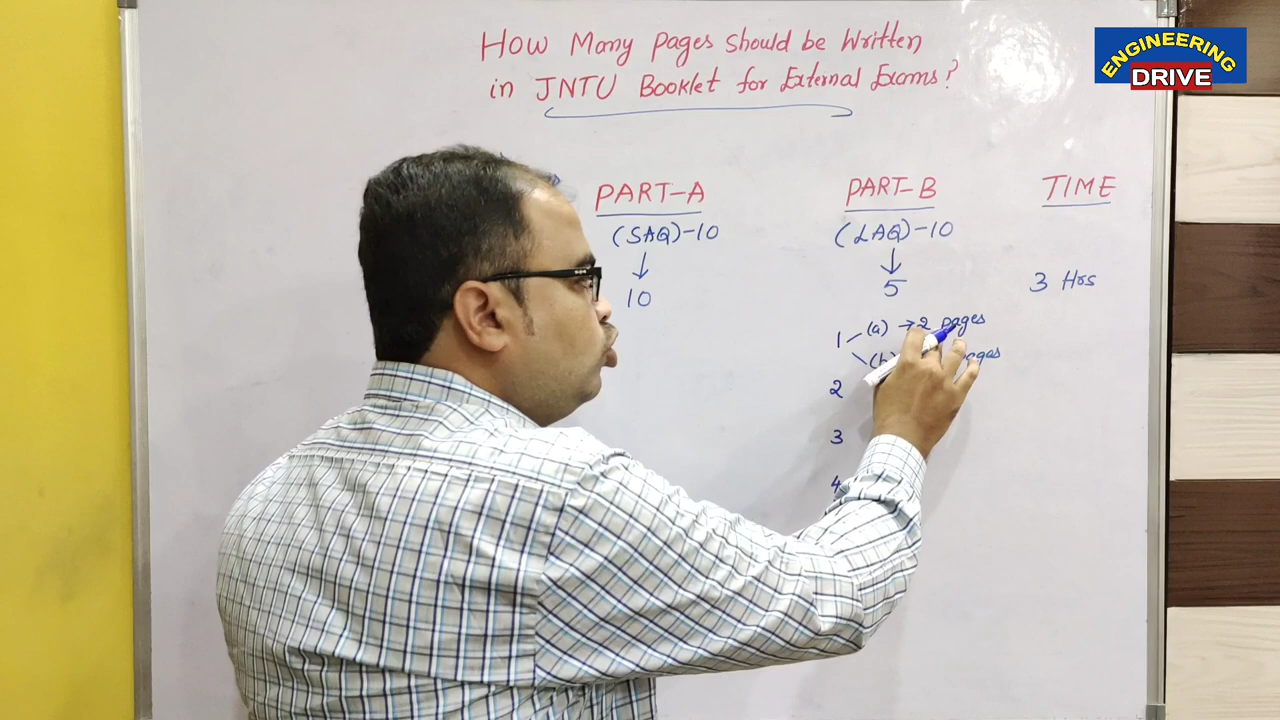 How Many Pages Should be Written
in JNTU Booklet for External Exams?
ENGINEERING
DRIVE
PART-A
PART-B
TIME
(SAQ)-10
(LAQ)-10
10
5
3 Hrs
1
(a) → 2 pages
(b) pages
2
3
4